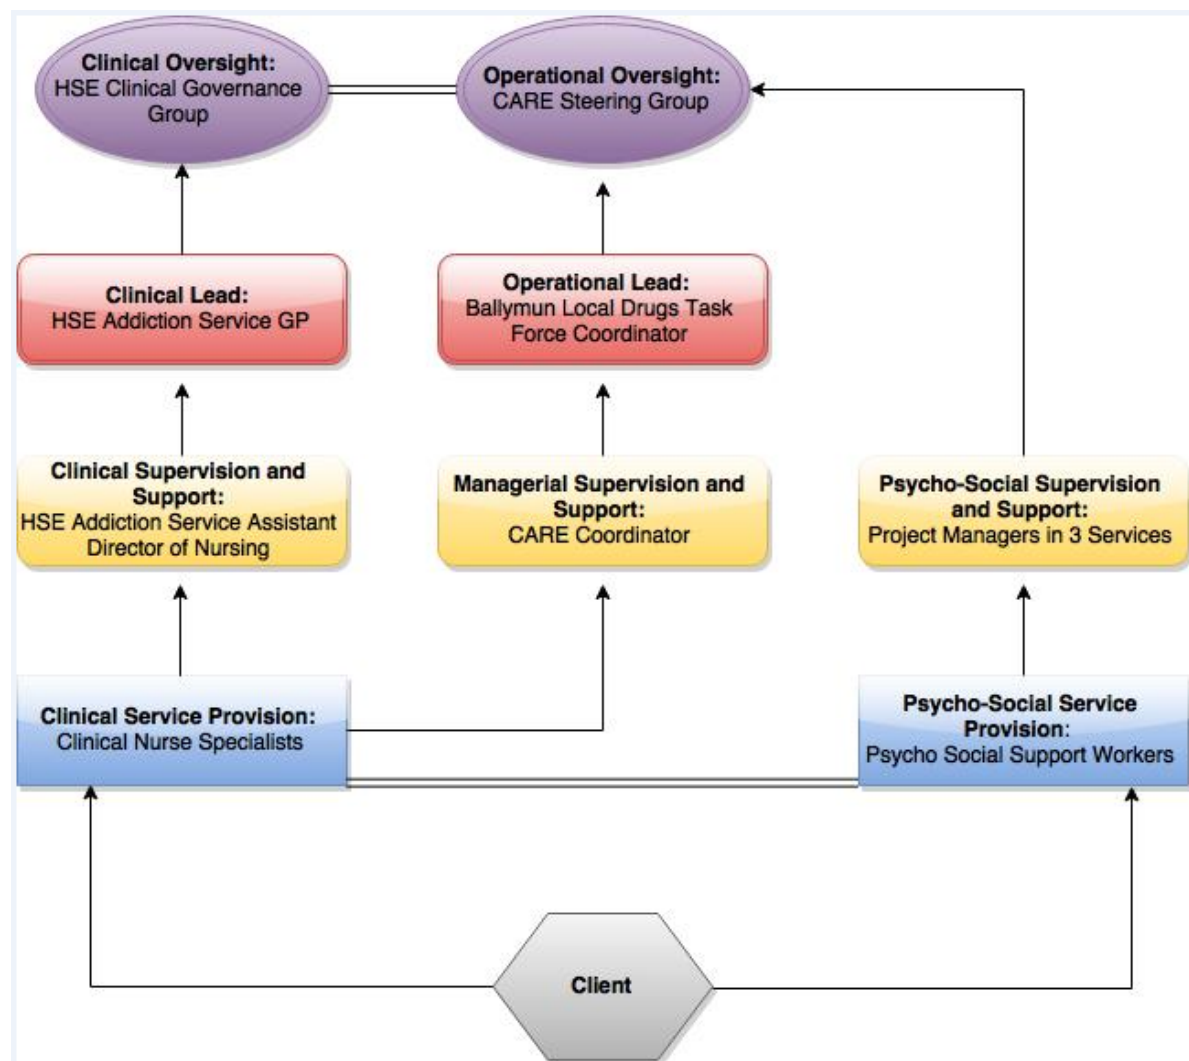 Clinical Oversight:
HSE Clinical Governance
Group
Operational Oversight:
CARE Steering Group
Clinical Lead:
HSE Addiction Service GP
Operational Lead:
Ballymun Local Drugs Task
Force Coordinator
Clinical Supervision and
Support:
HSE Addiction Service Assistant
Director of Nursing
Managerial Supervision and
Support:
CARE Coordinator
Psycho-Social Supervision
and Support:
Project Managers in 3 Services
Clinical Service Provision:
Clinical Nurse Specialists
Psycho-Social Service
Provision:
Psycho Social Support Workers
Client